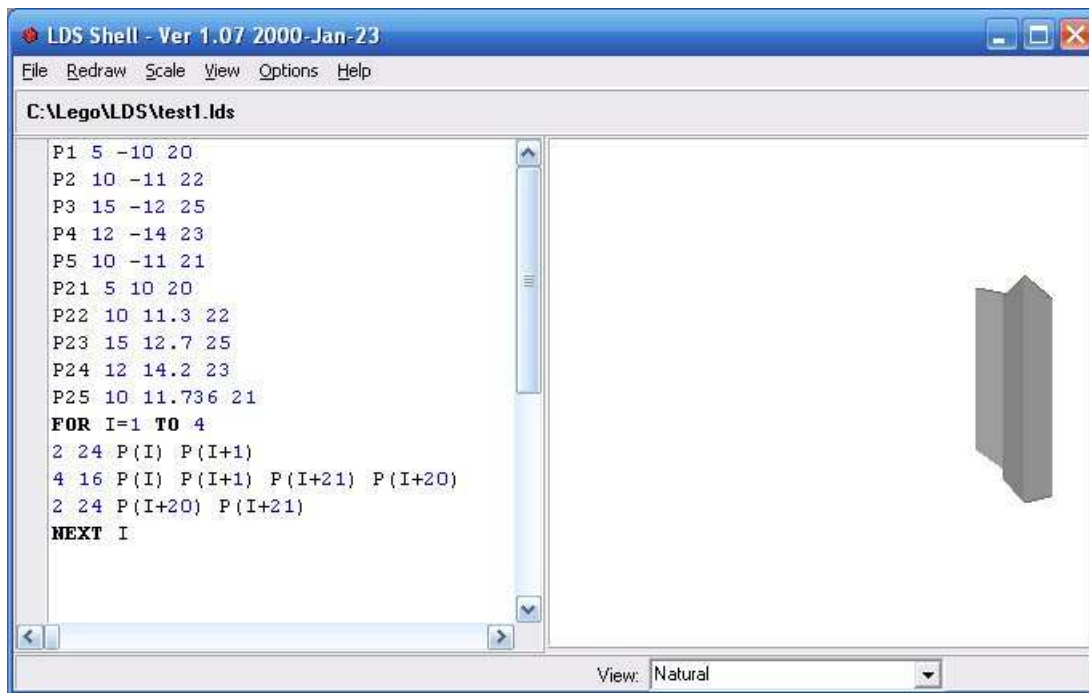 LDS Shell - Ver 1.07 2000-Jan-23
File Redraw Scale View Options Help
C:\Lego\LDS\test1.lds
P1 5 -10 20
P2 10 -11 22
P3 15 -12 25
P4 12 -14 23
P5 10 -11 21
P21 5 10 20
P22 10 11.3 22
P23 15 12.7 25
P24 12 14.2 23
P25 10 11.736 21
FOR I=1 TO 4
2 24 P(I) P(I+1)
4 16 P(I) P(I+1) P(I+21) P(I+20)
2 24 P(I+20) P(I+21)
NEXT I
View: Natural